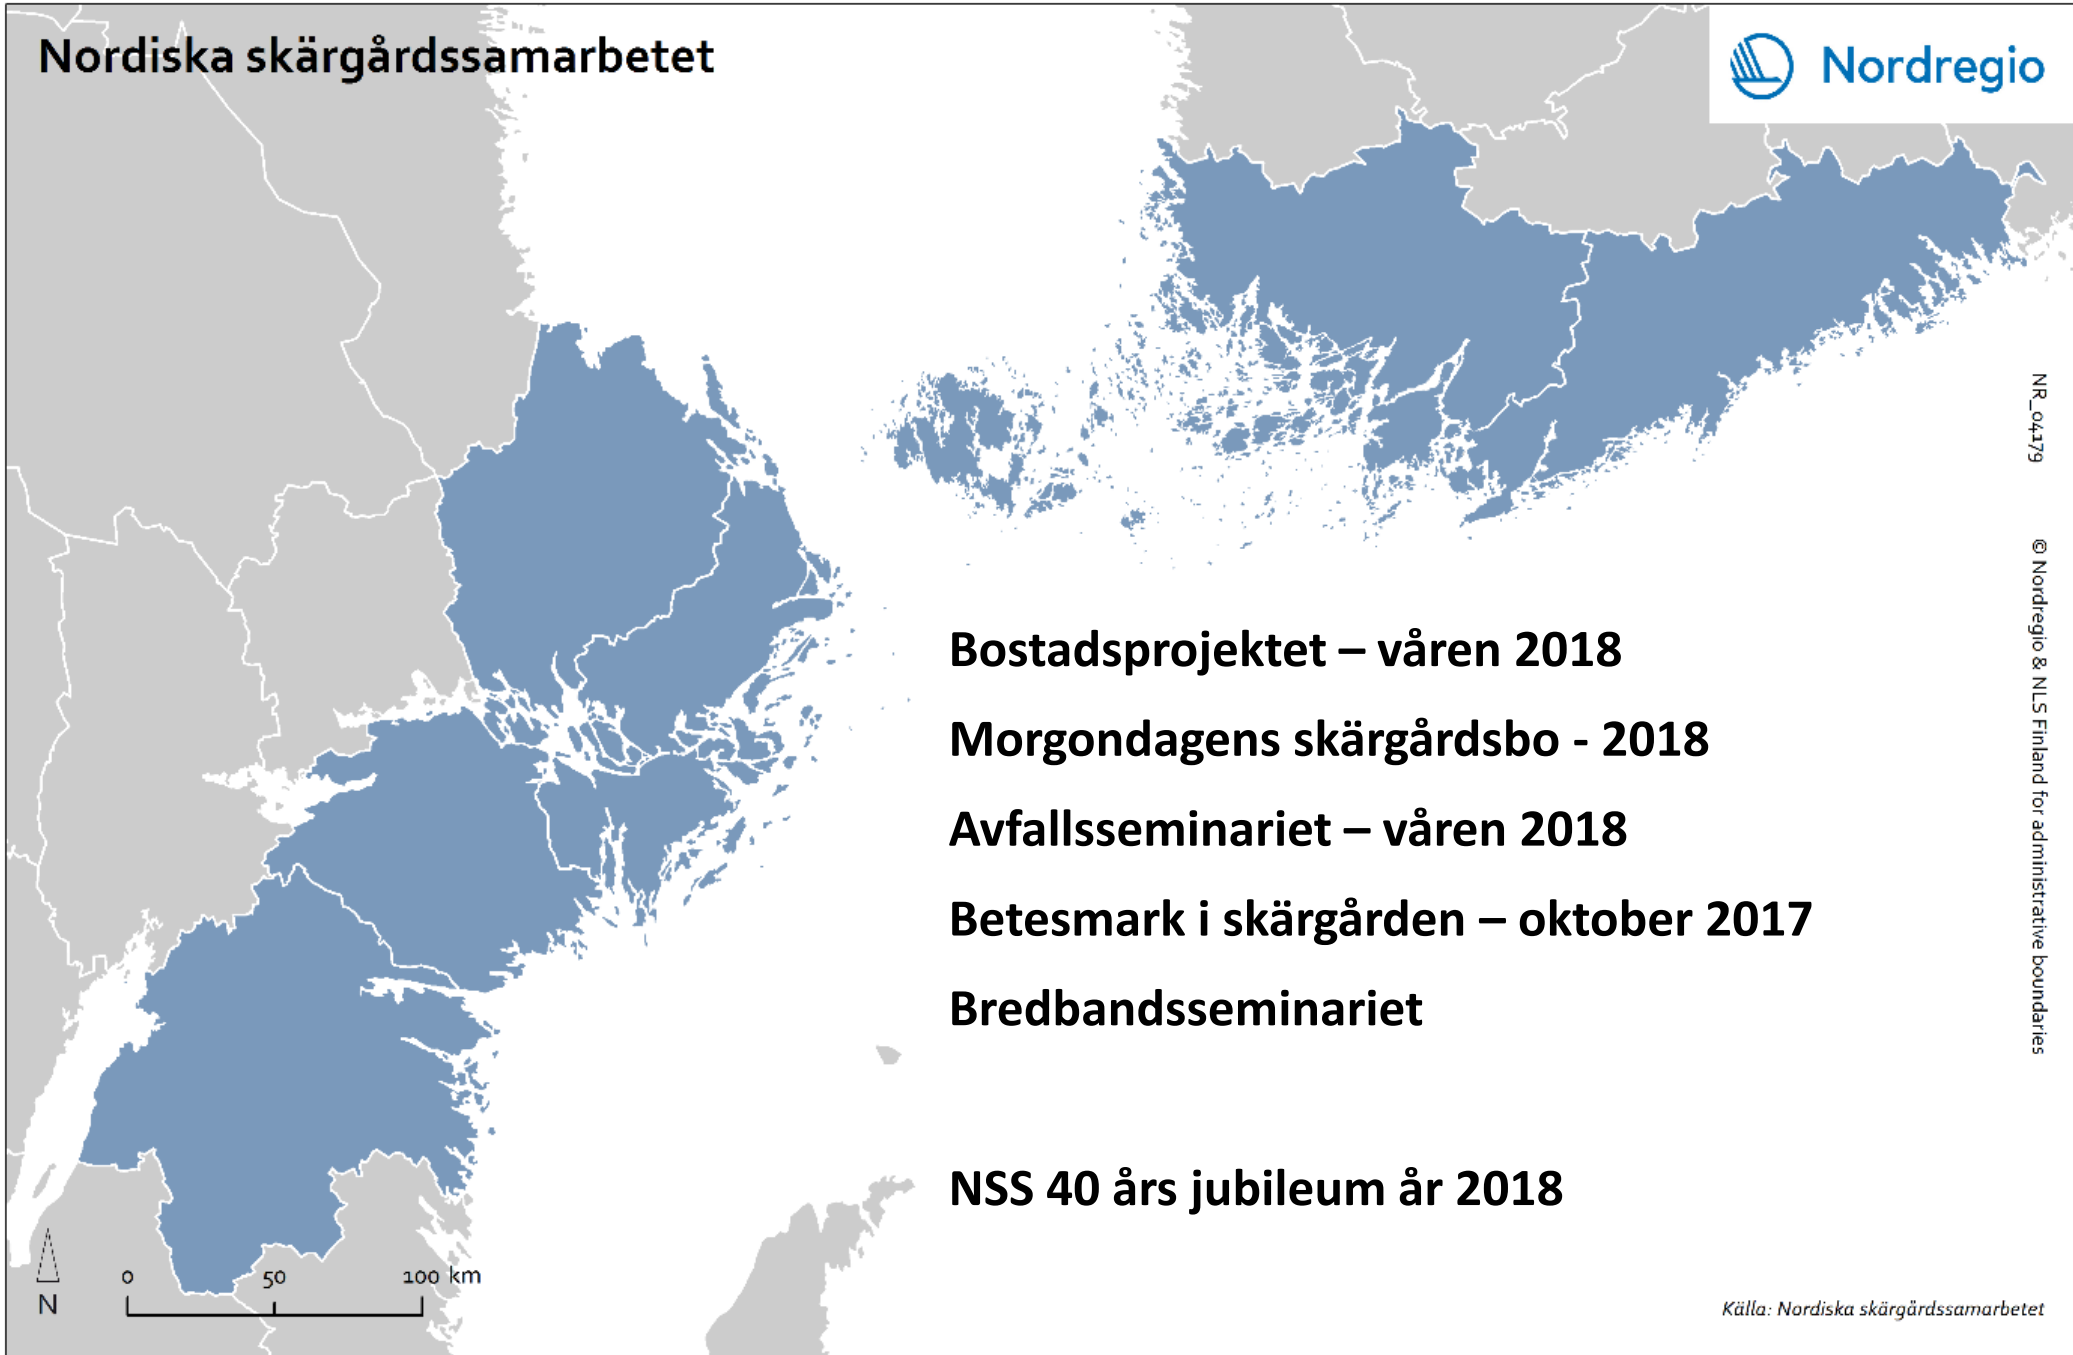 Nordiska skärgårdssamarbetet
Nordregio
NR_04179
© Nordregio & NLS Finland for administrative boundaries
Bostadsprojektet – våren 2018
Morgondagens skärgårdsbo - 2018
Avfallsseminariet – våren 2018
Betesmark i skärgården – oktober 2017
Bredbandsseminariet
NSS 40 års jubileum år 2018
0 50 100 km
N
Källa: Nordiska skärgårdssamarbetet